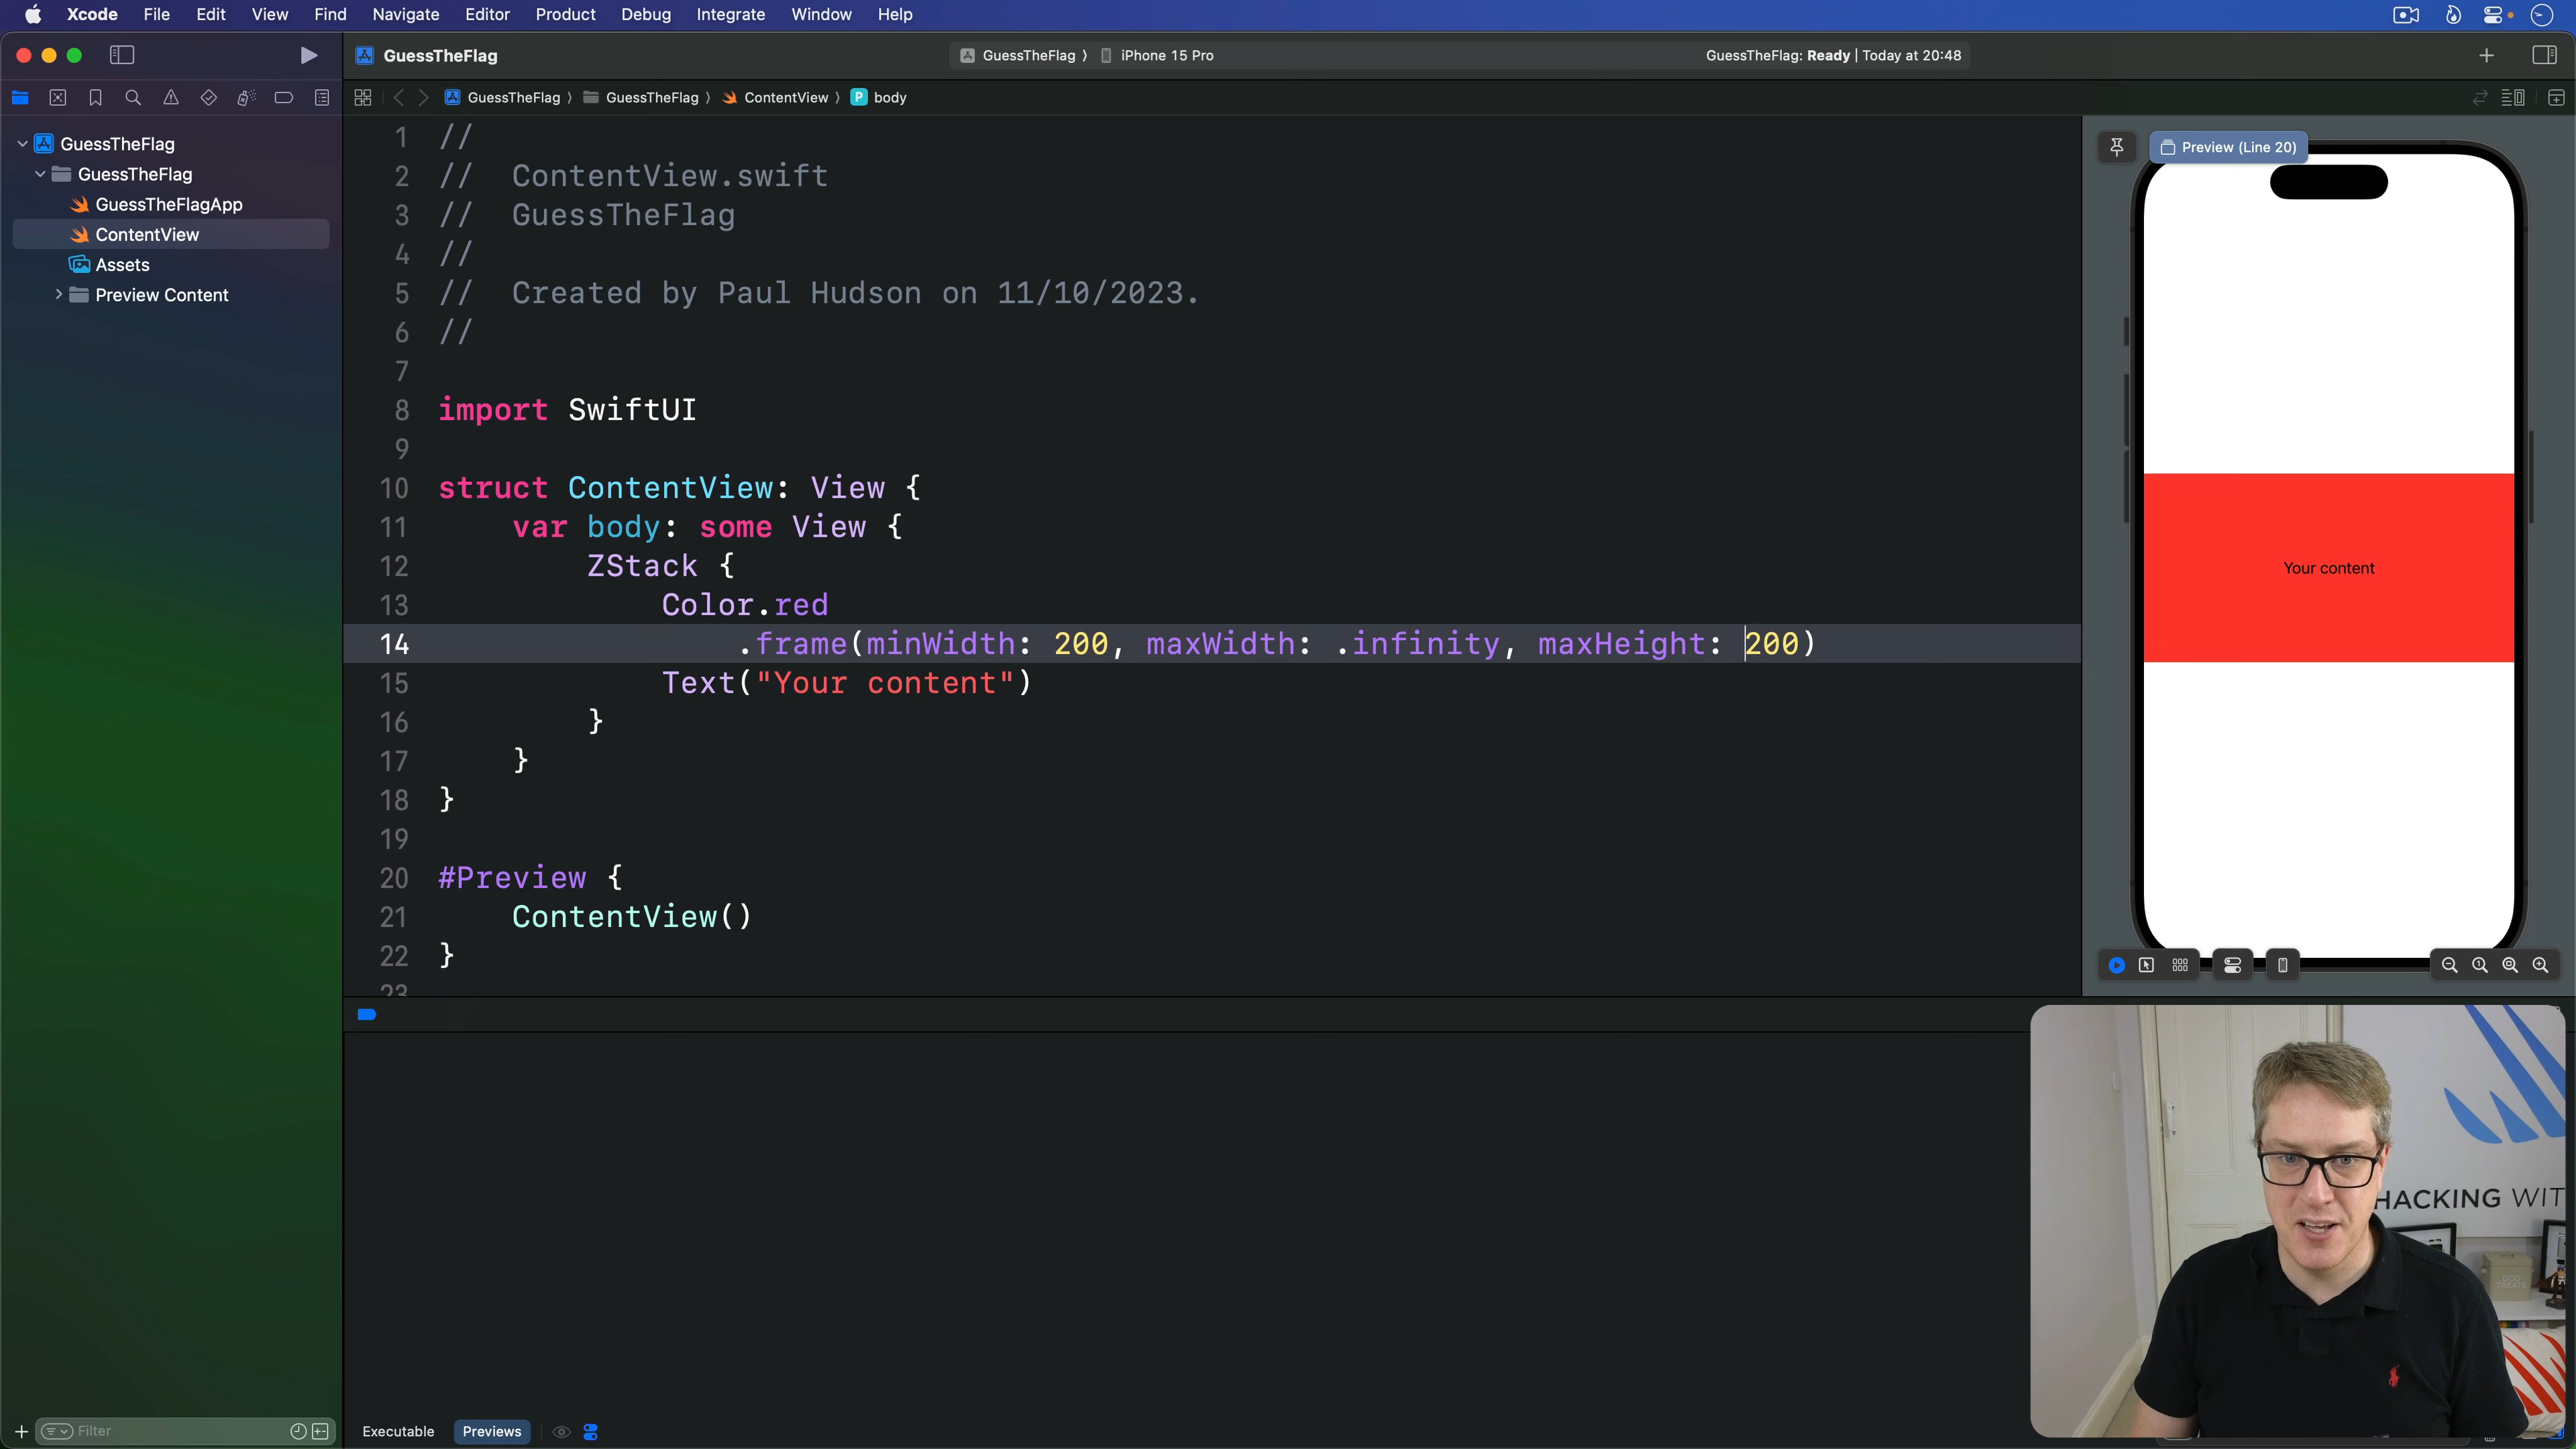 Xcode File Edit View Find Navigate Editor Product Debug Integrate Window Help
GuessTheFlag
GuessTheFlag ⟩ iPhone 15 Pro
GuessTheFlag: Ready | Today at 20:48
GuessTheFlag ⟩ GuessTheFlag ⟩ ContentView ⟩ P body
GuessTheFlag
GuessTheFlag
GuessTheFlagApp
ContentView
Assets
Preview Content
1 //
2 //  ContentView.swift
3 //  GuessTheFlag
4 //
5 //  Created by Paul Hudson on 11/10/2023.
6 //
7
8 import SwiftUI
9
10 struct ContentView: View {
11     var body: some View {
12         ZStack {
13             Color.red
14                 .frame(minWidth: 200, maxWidth: .infinity, maxHeight: 200)
15             Text("Your content")
16         }
17     }
18 }
19
20 #Preview {
21     ContentView()
22 }
23
Preview (Line 20)
Your content
HACKING WIT
DOG
TREATS
Filter
Executable Previews